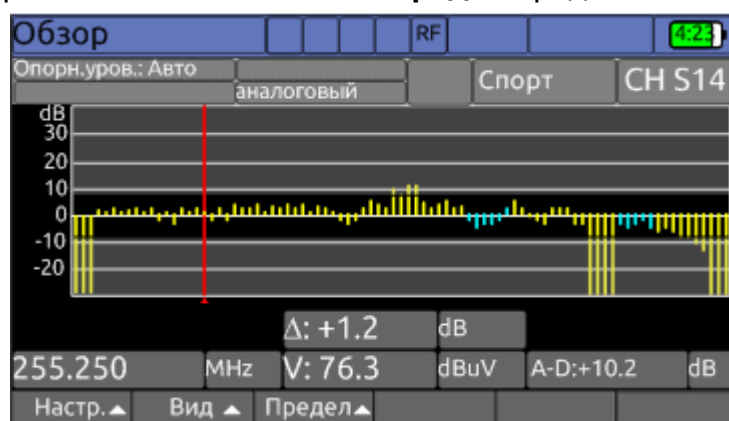 Обзор RF 4:23
Опорн.уров.: Авто Спорт CH S14
аналоговый
dB
30
20
10
0
-10
-20
Δ: +1.2 dB
255.250 MHz V: 76.3 dBuV A-D:+10.2 dB
Настр.▲ Вид ▲ Предел▲